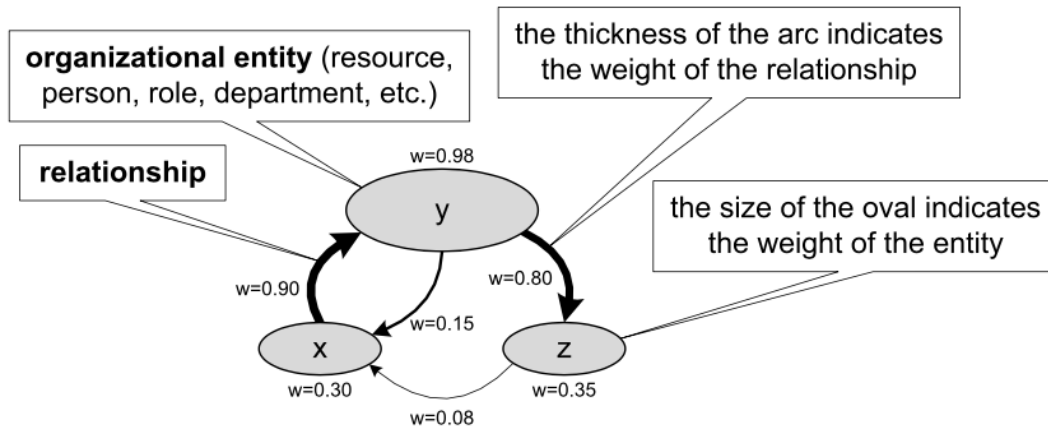 organizational entity (resource,
person, role, department, etc.)
the thickness of the arc indicates
the weight of the relationship
relationship
w=0.98
y
the size of the oval indicates
the weight of the entity
w=0.90
w=0.80
w=0.15
x
z
w=0.30
w=0.35
w=0.08